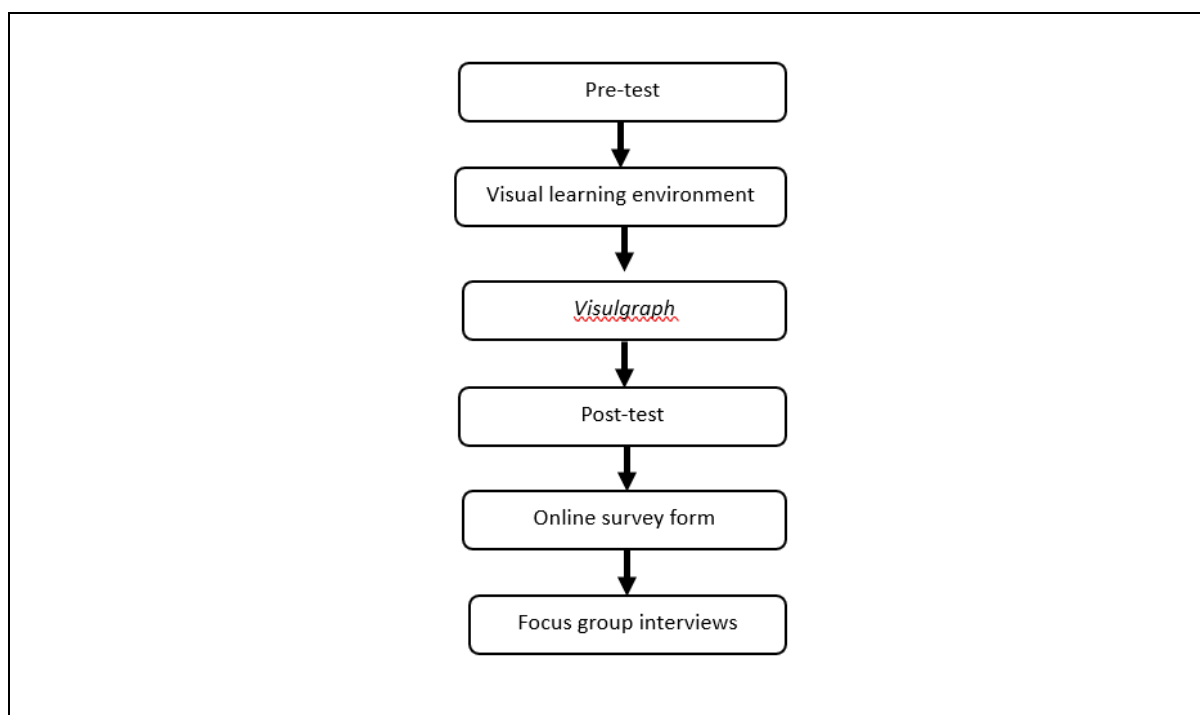 Pre-test
Visual learning environment
Visulgraph
Post-test
Online survey form
Focus group interviews